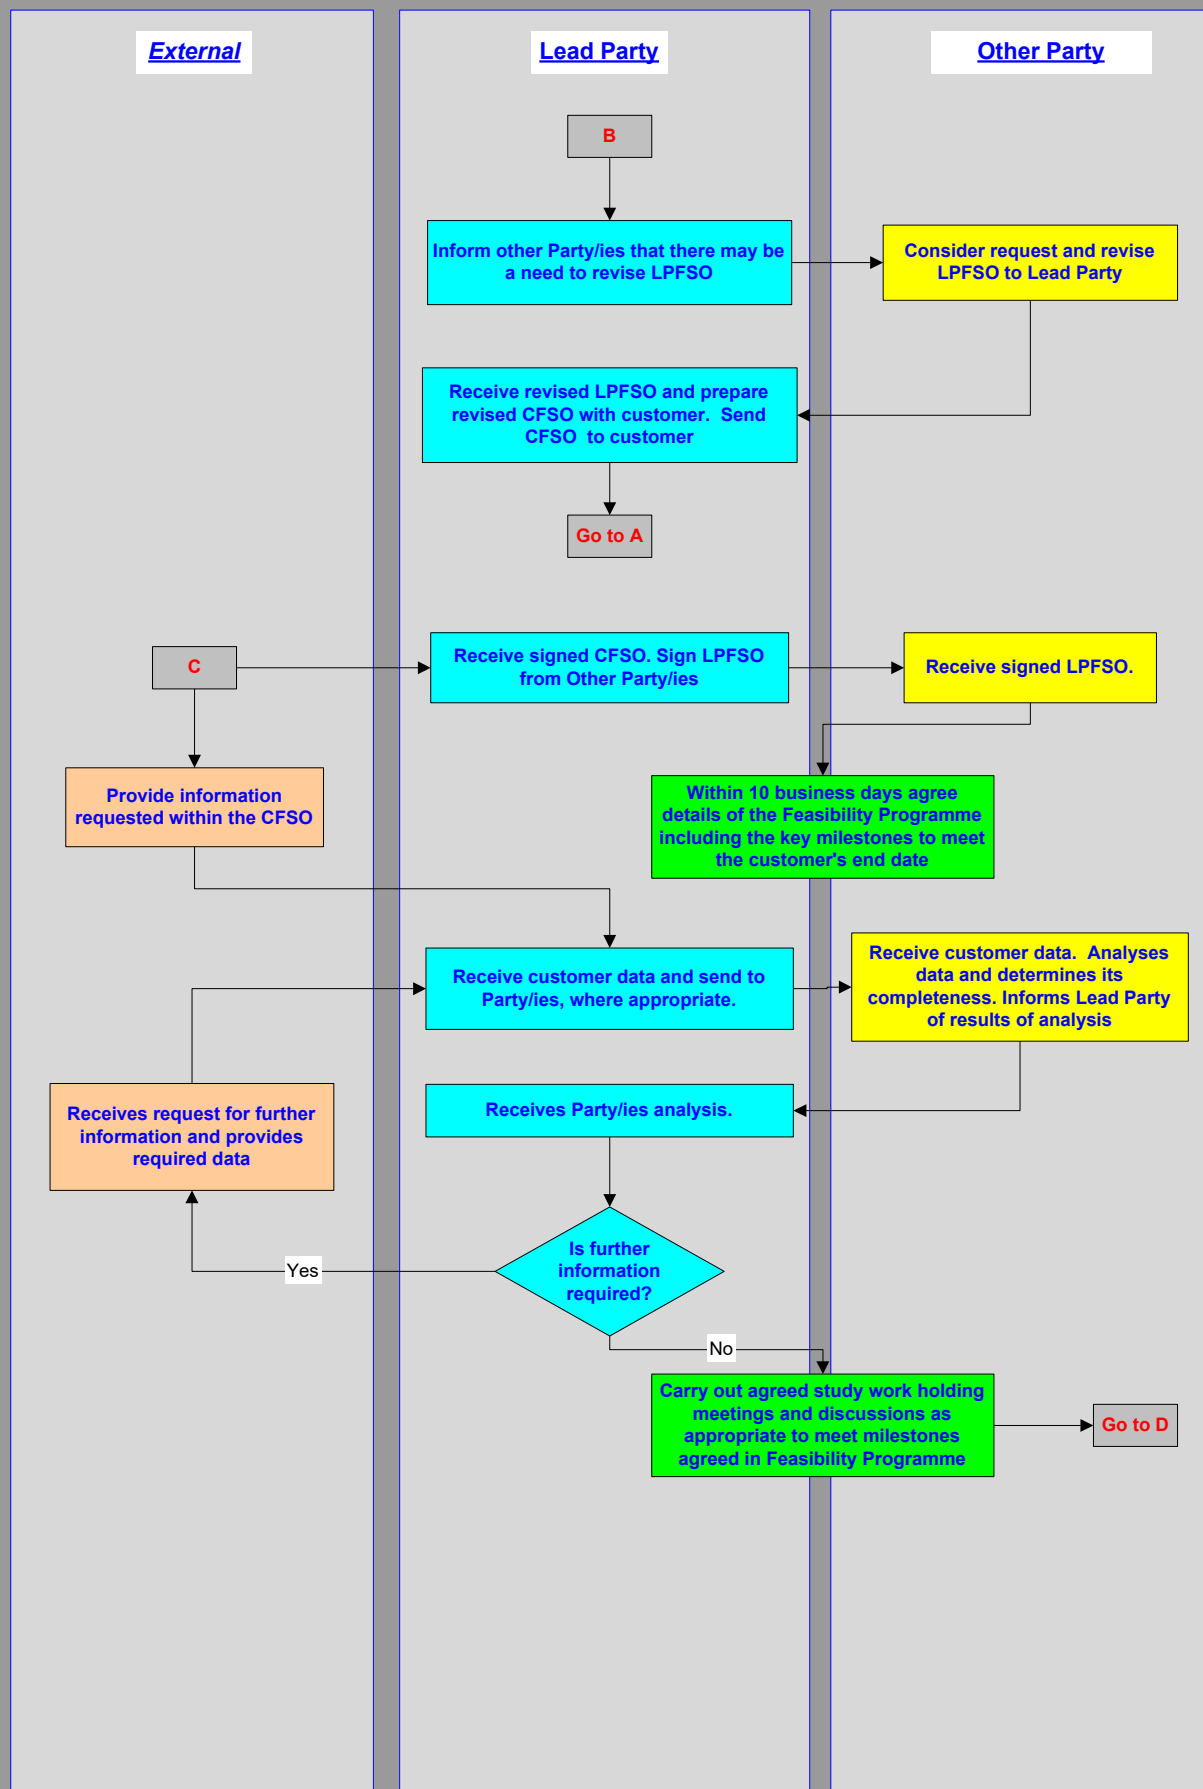 External
Lead Party
Other Party
B
Inform other Party/ies that there may be
a need to revise LPFSO
Consider request and revise
LPFSO to Lead Party
Receive revised LPFSO and prepare
revised CFSO with customer.  Send
CFSO  to customer
Go to A
C
Receive signed CFSO. Sign LPFSO
from Other Party/ies
Receive signed LPFSO.
Provide information
requested within the CFSO
Within 10 business days agree
details of the Feasibility Programme
including the key milestones to meet
the customer's end date
Receive customer data and send to
Party/ies, where appropriate.
Receive customer data.  Analyses
data and determines its
completeness. Informs Lead Party
of results of analysis
Receives request for further
information and provides
required data
Receives Party/ies analysis.
Is further
information
required?
Yes
No
Carry out agreed study work holding
meetings and discussions as
appropriate to meet milestones
agreed in Feasibility Programme
Go to D